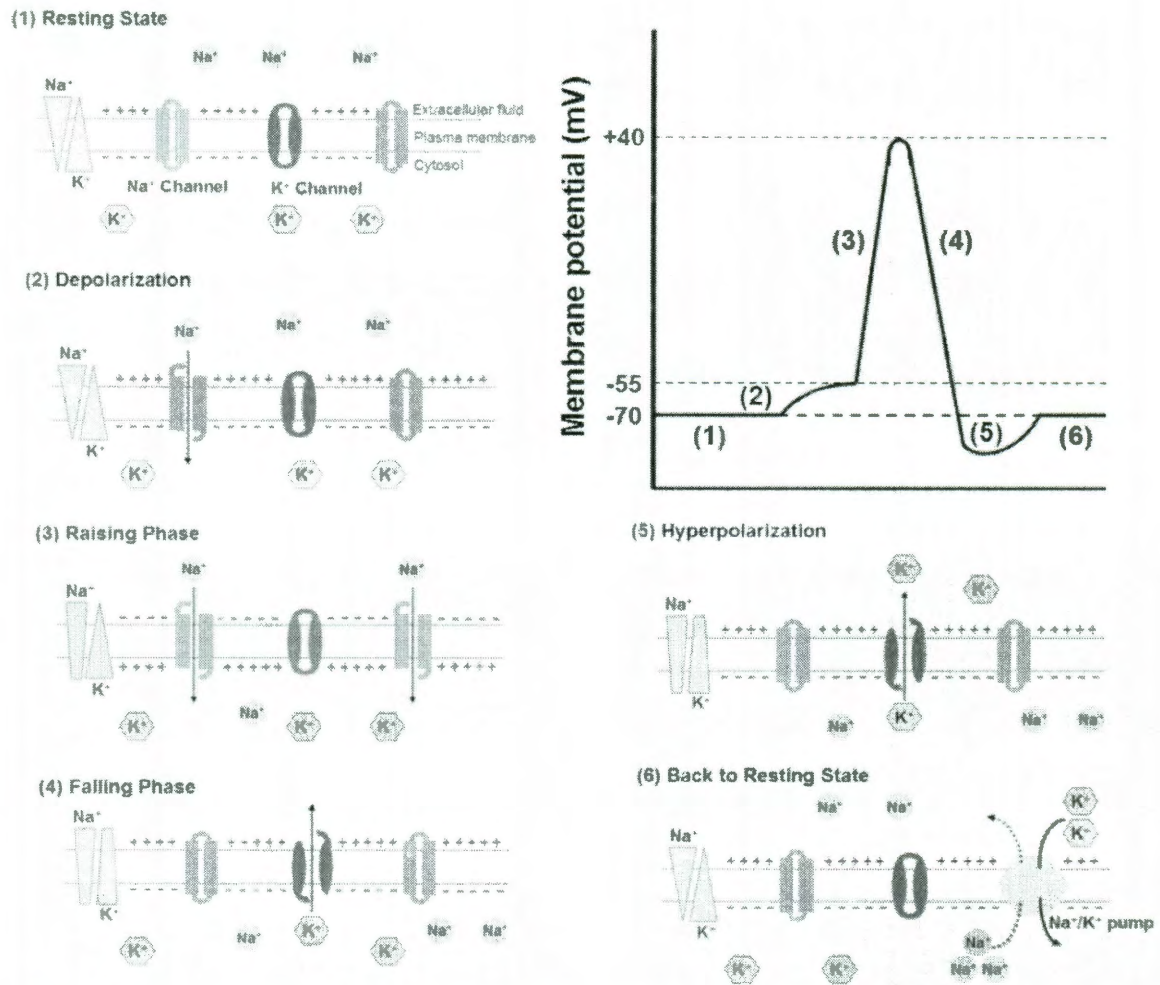 (1) Resting State
Na⁺ Na⁺ Na⁺
Na⁺
Extracellular fluid
Plasma membrane
Cytosol
K⁺
Na⁺ Channel K⁺ Channel
K⁺ K⁺ K⁺
(2) Depolarization
Na⁺ Na⁺ Na⁺
Na⁺
K⁺
K⁺ K⁺ K⁺
(3) Raising Phase
Na⁺ Na⁺
Na⁺
K⁺
Na⁺
K⁺ K⁺ K⁺
(4) Falling Phase
Na⁺
K⁺
K⁺ Na⁺ K⁺ Na⁺ Na⁺
Membrane potential (mV)
+40
(3) (4)
-55
(2)
-70
(1) (5) (6)
(5) Hyperpolarization
K⁺ K⁺
Na⁺
K⁺
Na⁺ K⁺ Na⁺ Na⁺
(6) Back to Resting State
Na⁺ Na⁺ K⁺
K⁺
Na⁺
K⁺
Na⁺/K⁺ pump
Na⁺
K⁺ K⁺ Na⁺ Na⁺